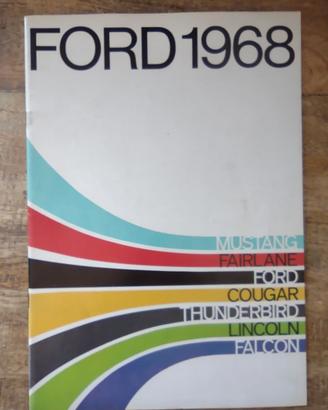 FORD 1968
MUSTANG
FAIRLANE
FORD
COUGAR
THUNDERBIRD
LINCOLN
FALCON